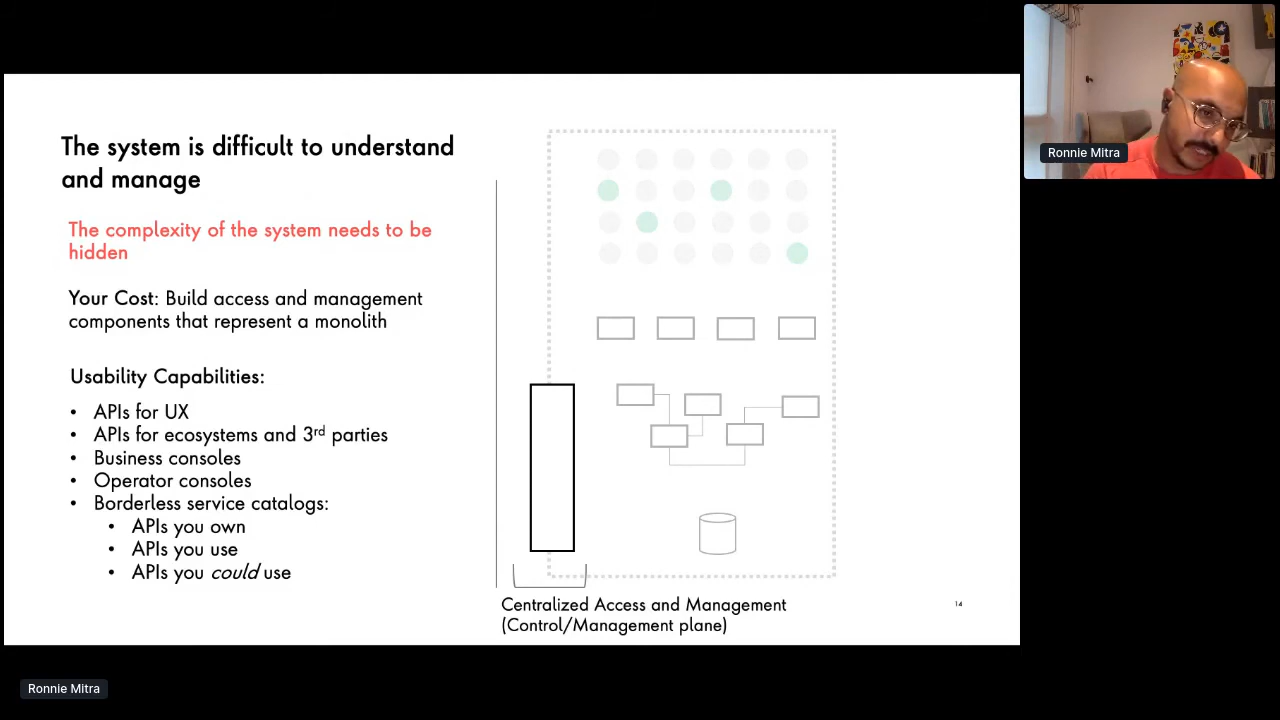 The system is difficult to understand
and manage
The complexity of the system needs to be
hidden
Your Cost: Build access and management
components that represent a monolith
Usability Capabilities:
• APIs for UX
• APIs for ecosystems and 3rd parties
• Business consoles
• Operator consoles
• Borderless service catalogs:
• APIs you own
• APIs you use
• APIs you could use
Centralized Access and Management
(Control/Management plane)
14
Ronnie Mitra
Ronnie Mitra